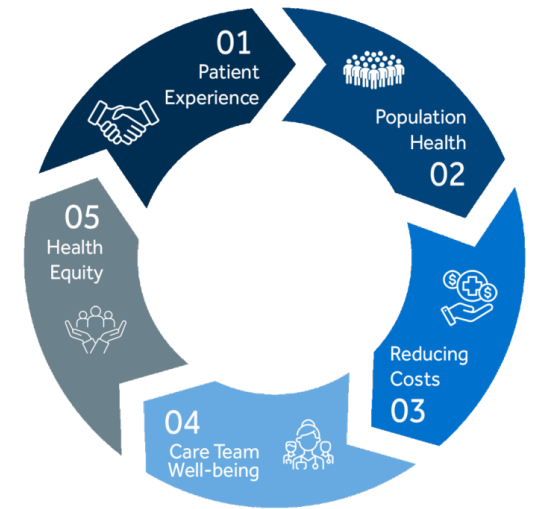 01
Patient
Experience
Population
Health
02
Reducing
Costs
03
04
Care Team
Well-being
05
Health
Equity